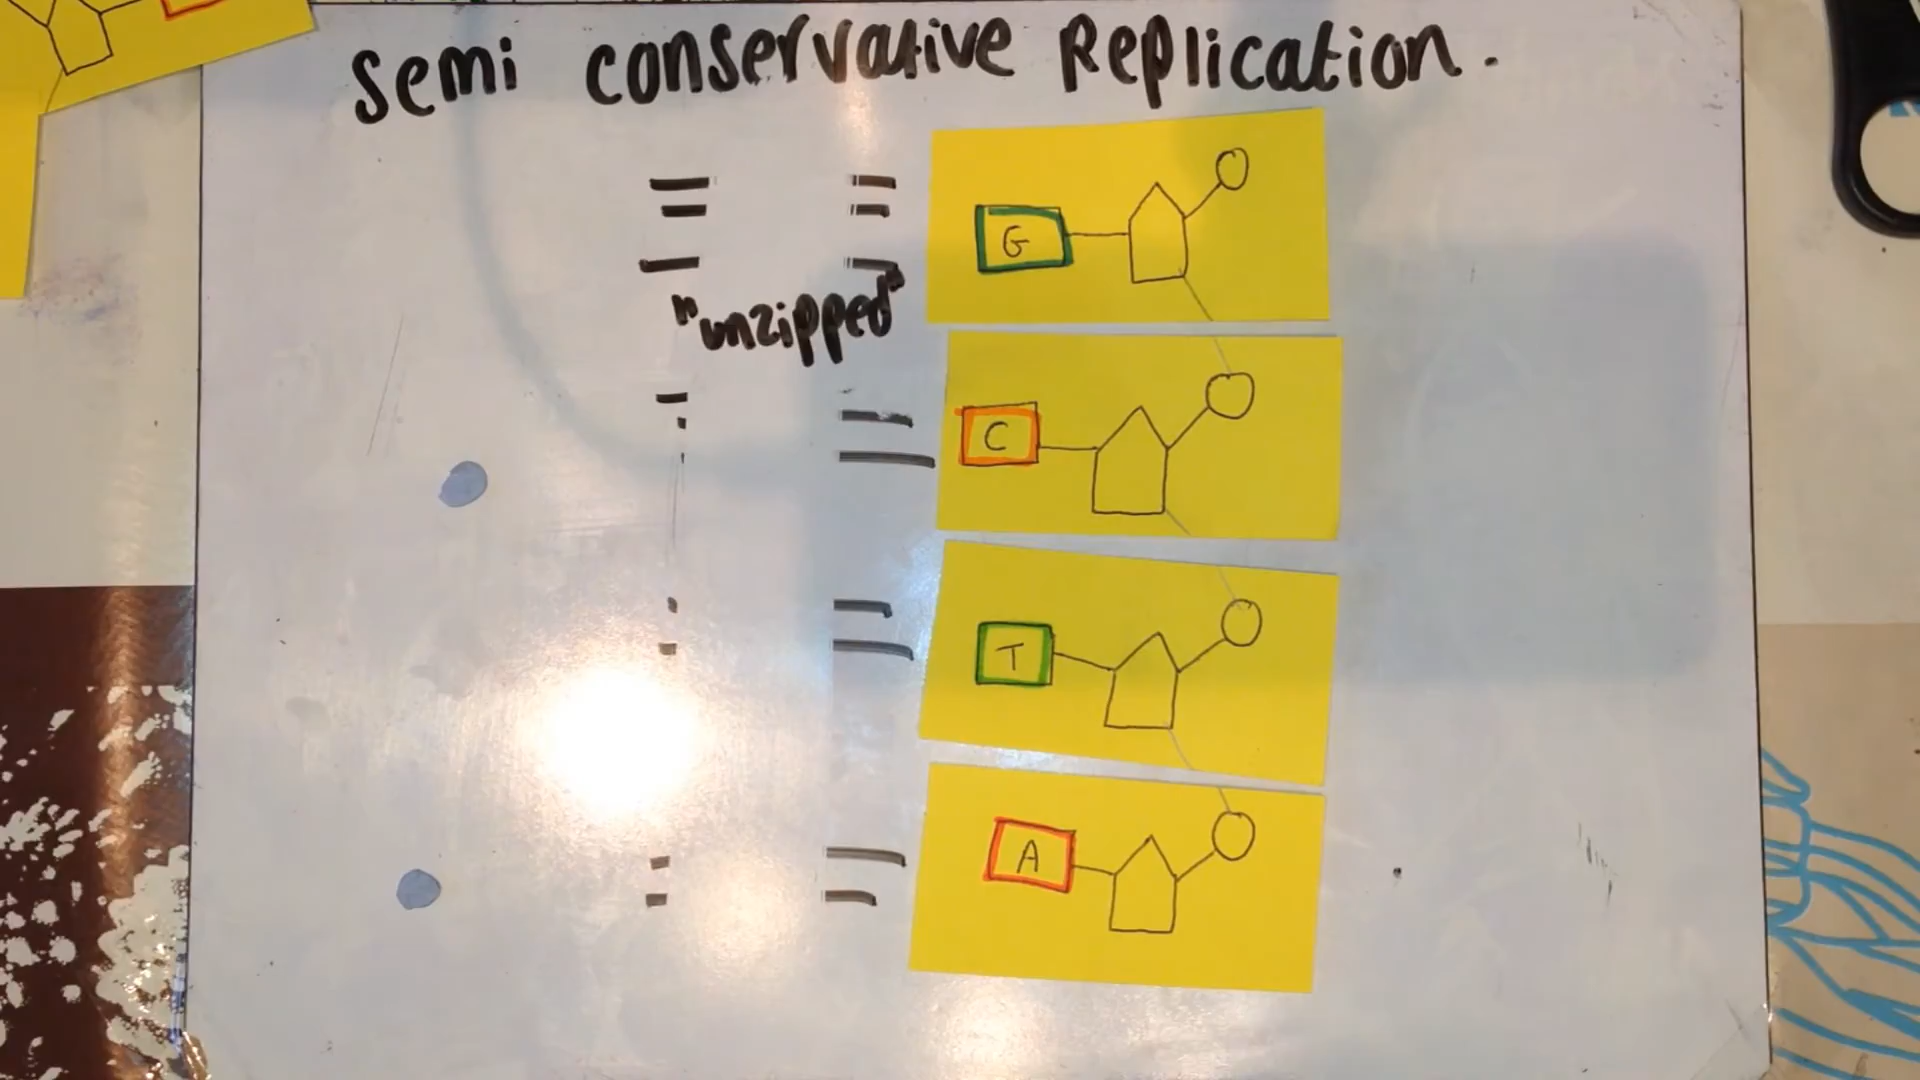 Semi conservative Replication.
G
"unzipped"
C
T
A